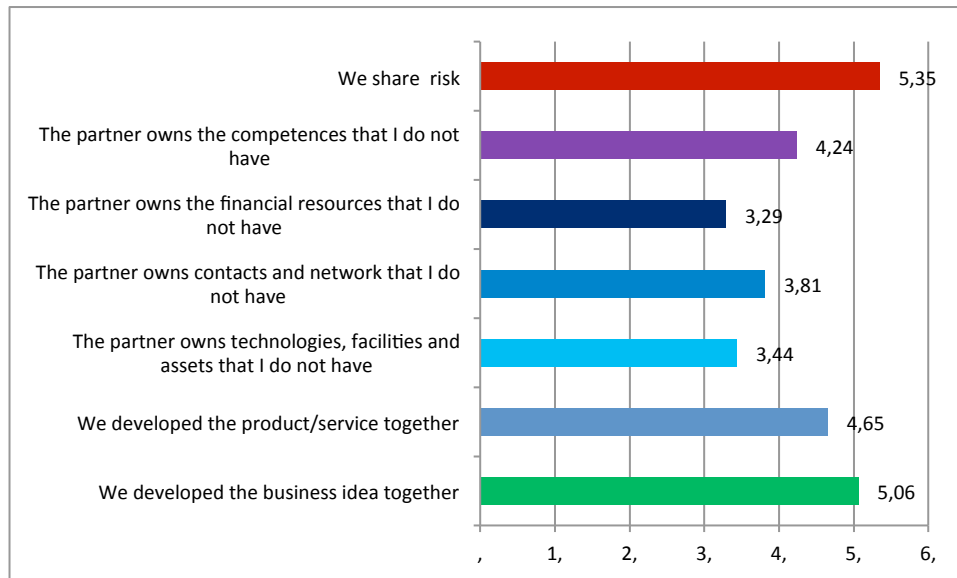 We share risk
5,35
The partner owns the competences that I do not
have
4,24
The partner owns the financial resources that I do
not have
3,29
The partner owns contacts and network that I do
not have
3,81
The partner owns technologies, facilities and
assets that I do not have
3,44
We developed the product/service together
4,65
We developed the business idea together
5,06
, 1, 2, 3, 4, 5, 6,